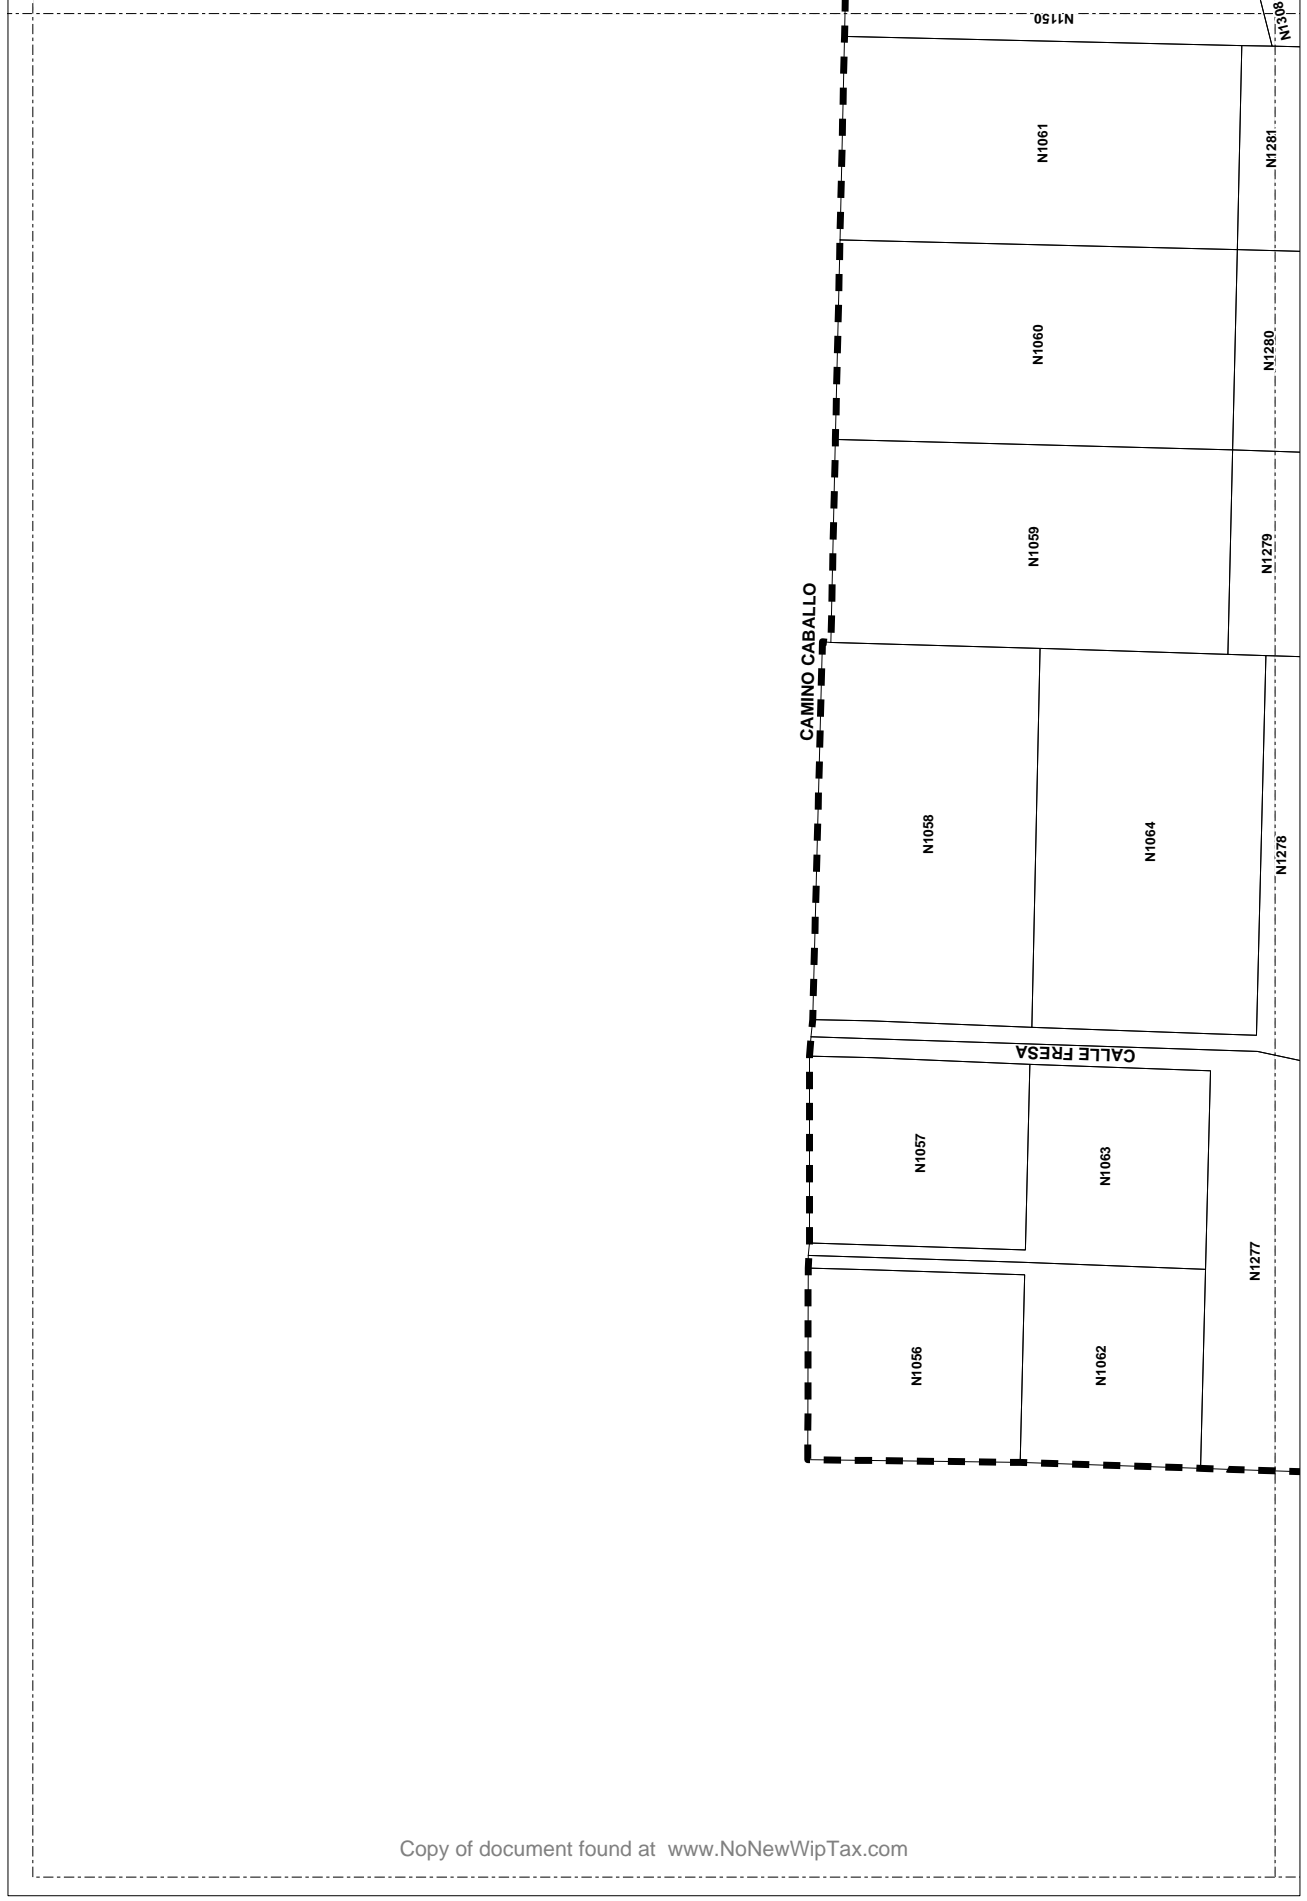 N1150
N1308
N1061
N1281
N1060
N1280
N1059
N1279
CAMINO CABALLO
N1058
N1064
N1278
CALLE FRESA
N1057
N1063
N1277
N1056
N1062
Copy of document found at www.NoNewWipTax.com